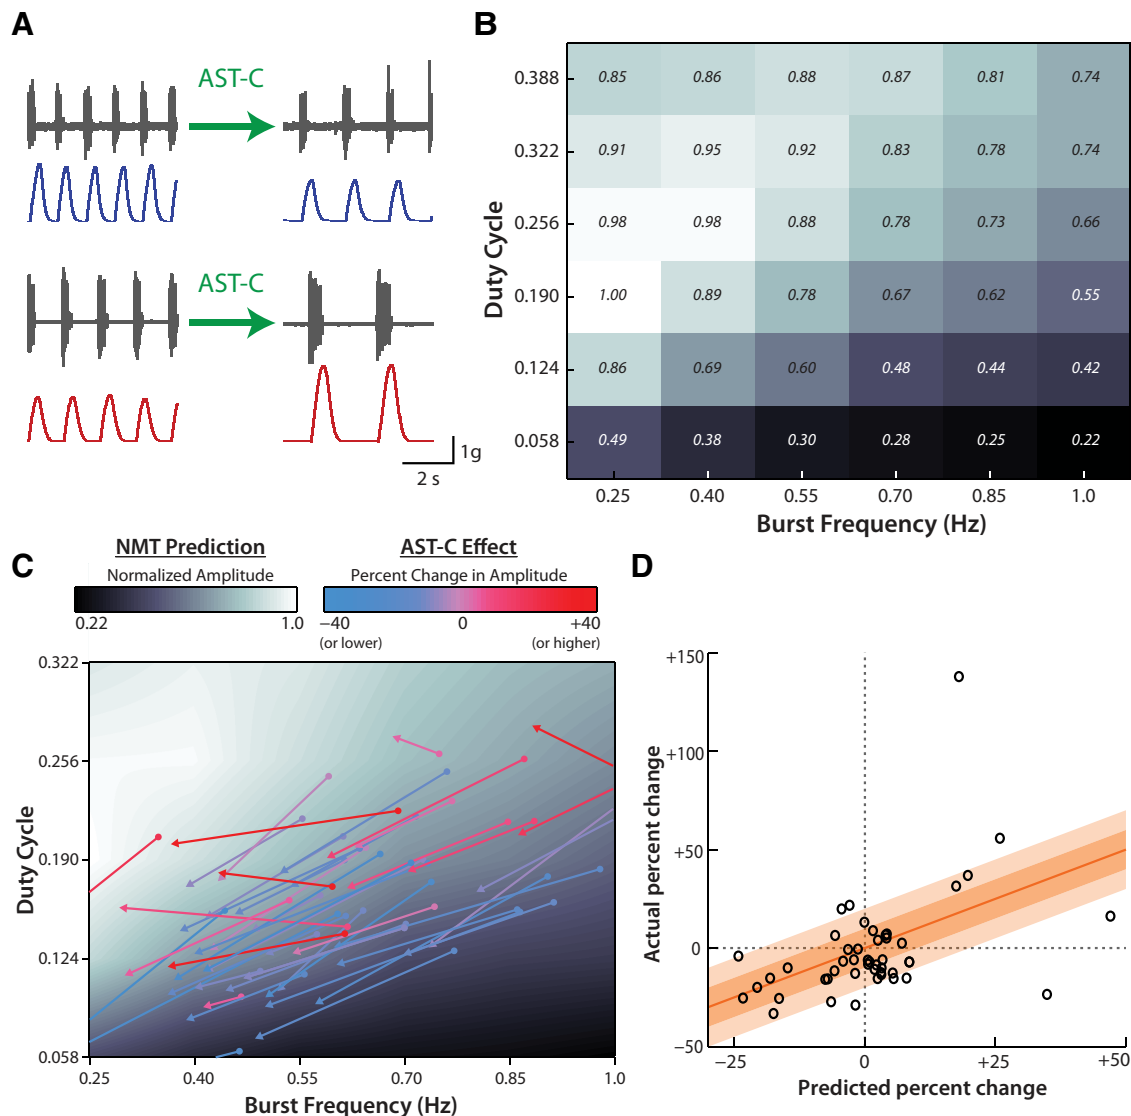 A
AST-C
AST-C
1g
2 s
B
Duty Cycle
0.388
0.85 0.86 0.88 0.87 0.81 0.74
0.322
0.91 0.95 0.92 0.83 0.78 0.74
0.256
0.98 0.98 0.88 0.78 0.73 0.66
0.190
1.00 0.89 0.78 0.67 0.62 0.55
0.124
0.86 0.69 0.60 0.48 0.44 0.42
0.058
0.49 0.38 0.30 0.28 0.25 0.22
0.25 0.40 0.55 0.70 0.85 1.0
Burst Frequency (Hz)
C
NMT Prediction
Normalized Amplitude
0.22 1.0
AST-C Effect
Percent Change in Amplitude
−40 0 +40
(or lower) (or higher)
Duty Cycle
0.322
0.256
0.190
0.124
0.058
0.25 0.40 0.55 0.70 0.85 1.0
Burst Frequency (Hz)
D
Actual percent change
+150
+100
+50
0
−50
−25 0 +25 +50
Predicted percent change